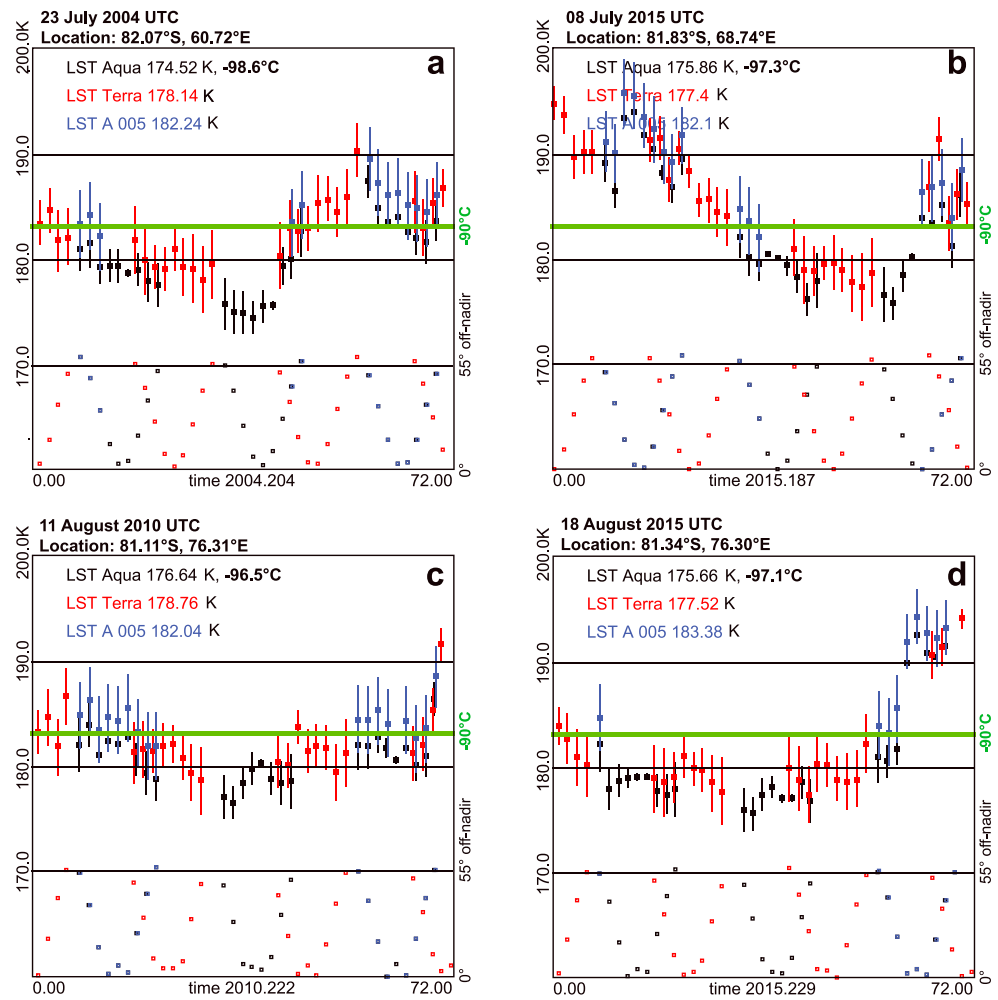 23 July 2004 UTC
Location: 82.07°S, 60.72°E
a
LST Aqua 174.52 K, -98.6°C
LST Terra 178.14 K
LST A 005 182.24 K
200.0K
190.0
180.0
170.0
-90°C
55° off-nadir
0°
0.00
time 2004.204
72.00
08 July 2015 UTC
Location: 81.83°S, 68.74°E
b
LST Aqua 175.86 K, -97.3°C
LST Terra 177.4 K
LST A 005 182.1 K
200.0K
190.0
180.0
170.0
-90°C
55° off-nadir
0°
0.00
time 2015.187
72.00
11 August 2010 UTC
Location: 81.11°S, 76.31°E
c
LST Aqua 176.64 K, -96.5°C
LST Terra 178.76 K
LST A 005 182.04 K
200.0K
190.0
180.0
170.0
-90°C
55° off-nadir
0°
0.00
time 2010.222
72.00
18 August 2015 UTC
Location: 81.34°S, 76.30°E
d
LST Aqua 175.66 K, -97.1°C
LST Terra 177.52 K
LST A 005 183.38 K
200.0K
190.0
180.0
170.0
-90°C
55° off-nadir
0°
0.00
time 2015.229
72.00